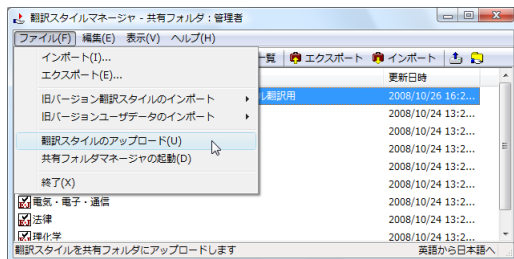 翻訳スタイルマネージャ - 共有フォルダ : 管理者
ファイル(F) 編集(E) 表示(V) ヘルプ(H)
インポート(I)...
エクスポート(E)...
旧バージョン翻訳スタイルのインポート
旧バージョンユーザデータのインポート
翻訳スタイルのアップロード(U)
共有フォルダマネージャの起動(D)
終了(X)
一覧 エクスポート インポート
更新日時
ル翻訳用 2008/10/26 16:2...
2008/10/24 13:2...
2008/10/24 13:2...
2008/10/24 13:2...
2008/10/24 13:2...
2008/10/24 13:2...
電気・電子・通信 2008/10/24 13:2...
法律 2008/10/24 13:2...
理化学 2008/10/24 13:2...
翻訳スタイルを共有フォルダにアップロードします 英語から日本語へ